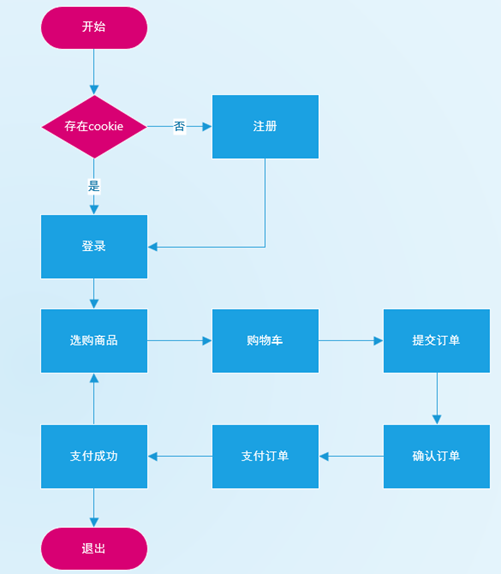 开始
存在cookie
否
注册
是
登录
选购商品
购物车
提交订单
支付成功
支付订单
确认订单
退出